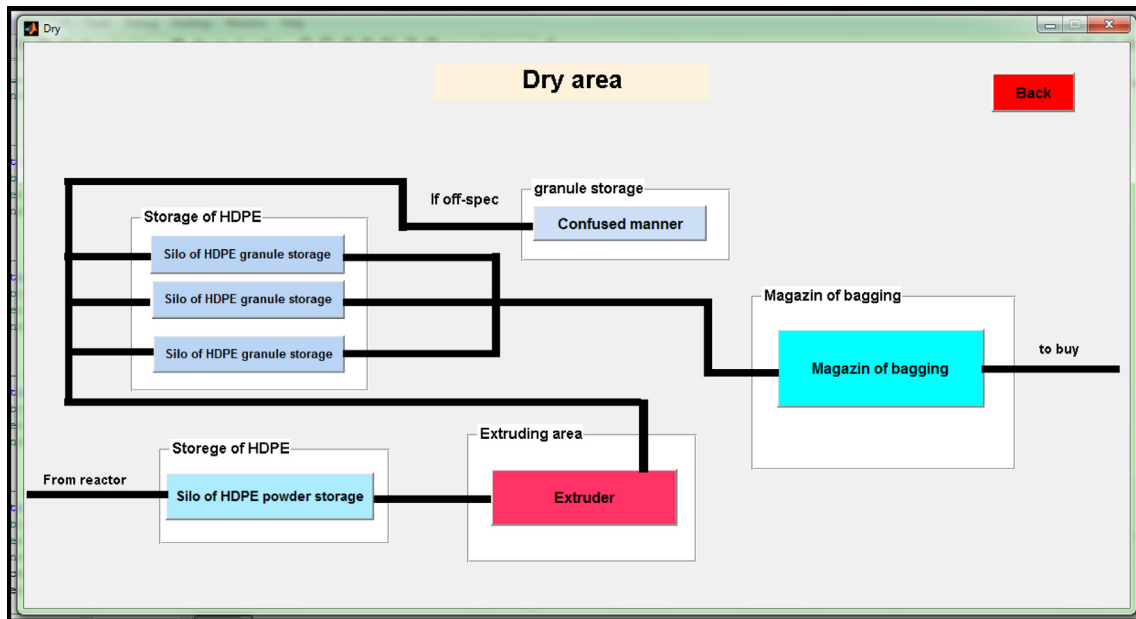 Dry
Dry area
Back
If off-spec
granule storage
Confused manner
Storage of HDPE
Silo of HDPE granule storage
Silo of HDPE granule storage
Silo of HDPE granule storage
Magazin of bagging
Magazin of bagging
to buy
Storege of HDPE
From reactor
Silo of HDPE powder storage
Extruding area
Extruder